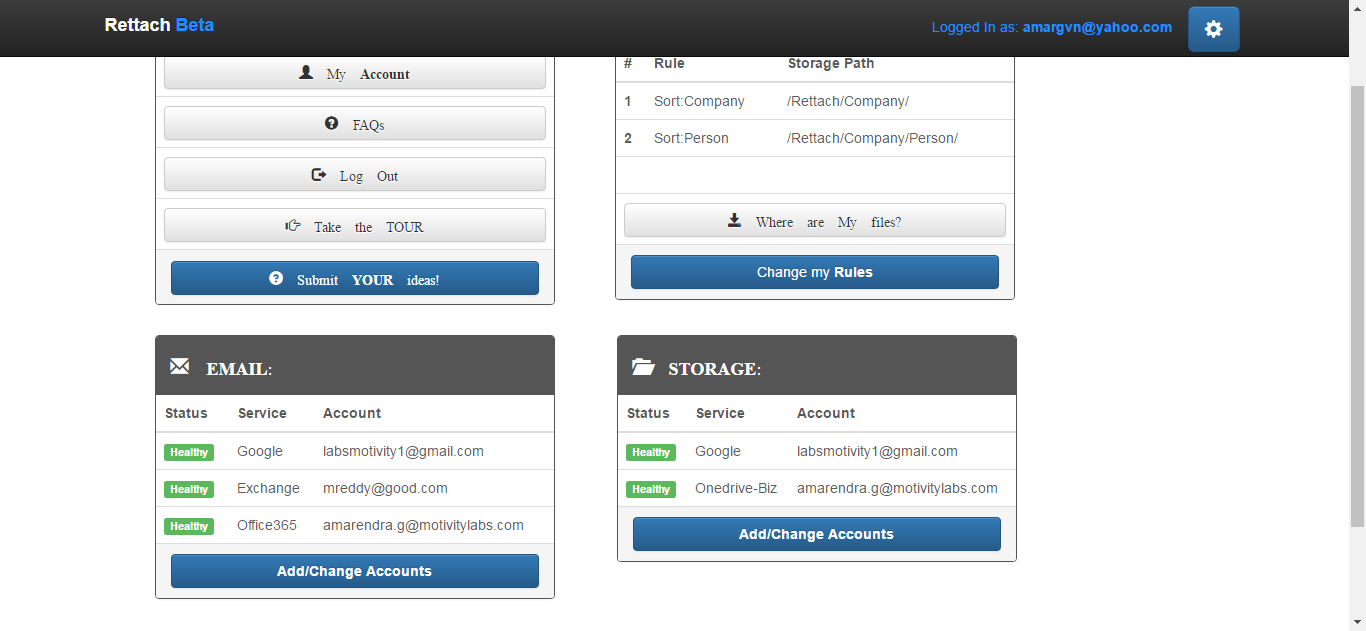 Rettach Beta
Logged In as: amargvn@yahoo.com
My Account
FAQs
Log Out
Take the TOUR
Submit YOUR ideas!
# Rule Storage Path
1 Sort:Company /Rettach/Company/
2 Sort:Person /Rettach/Company/Person/
Where are My files?
Change my Rules
EMAIL:
Status Service Account
Healthy Google labsmotivity1@gmail.com
Healthy Exchange mreddy@good.com
Healthy Office365 amarendra.g@motivitylabs.com
Add/Change Accounts
STORAGE:
Status Service Account
Healthy Google labsmotivity1@gmail.com
Healthy Onedrive-Biz amarendra.g@motivitylabs.com
Add/Change Accounts